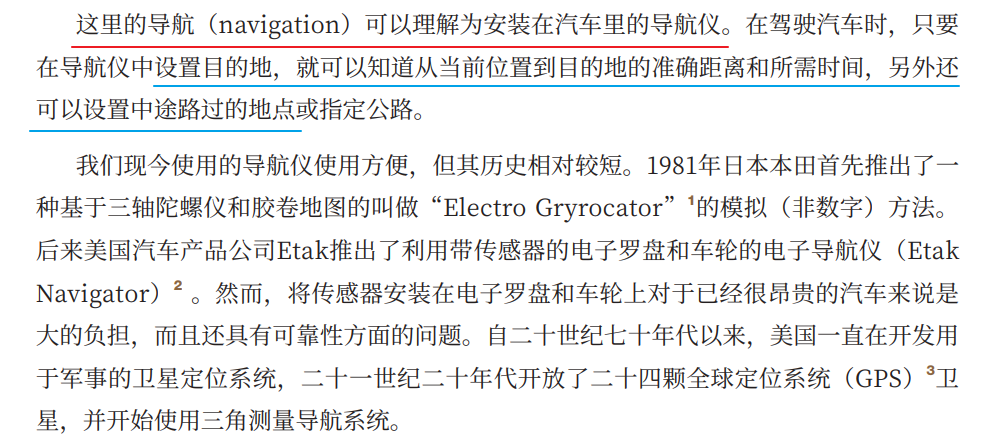 这里的导航（navigation）可以理解为安装在汽车里的导航仪。在驾驶汽车时，只要
在导航仪中设置目的地，就可以知道从当前位置到目的地的准确距离和所需时间，另外还
可以设置中途路过的地点或指定公路。
我们现今使用的导航仪使用方便，但其历史相对较短。1981年日本本田首先推出了一
种基于三轴陀螺仪和胶卷地图的叫做“Electro Gryrocator”1的模拟（非数字）方法。
后来美国汽车产品公司Etak推出了利用带传感器的电子罗盘和车轮的电子导航仪（Etak
Navigator）2 。然而，将传感器安装在电子罗盘和车轮上对于已经很昂贵的汽车来说是
大的负担，而且还具有可靠性方面的问题。自二十世纪七十年代以来，美国一直在开发用
于军事的卫星定位系统，二十一世纪二十年代开放了二十四颗全球定位系统（GPS）3卫
星，并开始使用三角测量导航系统。